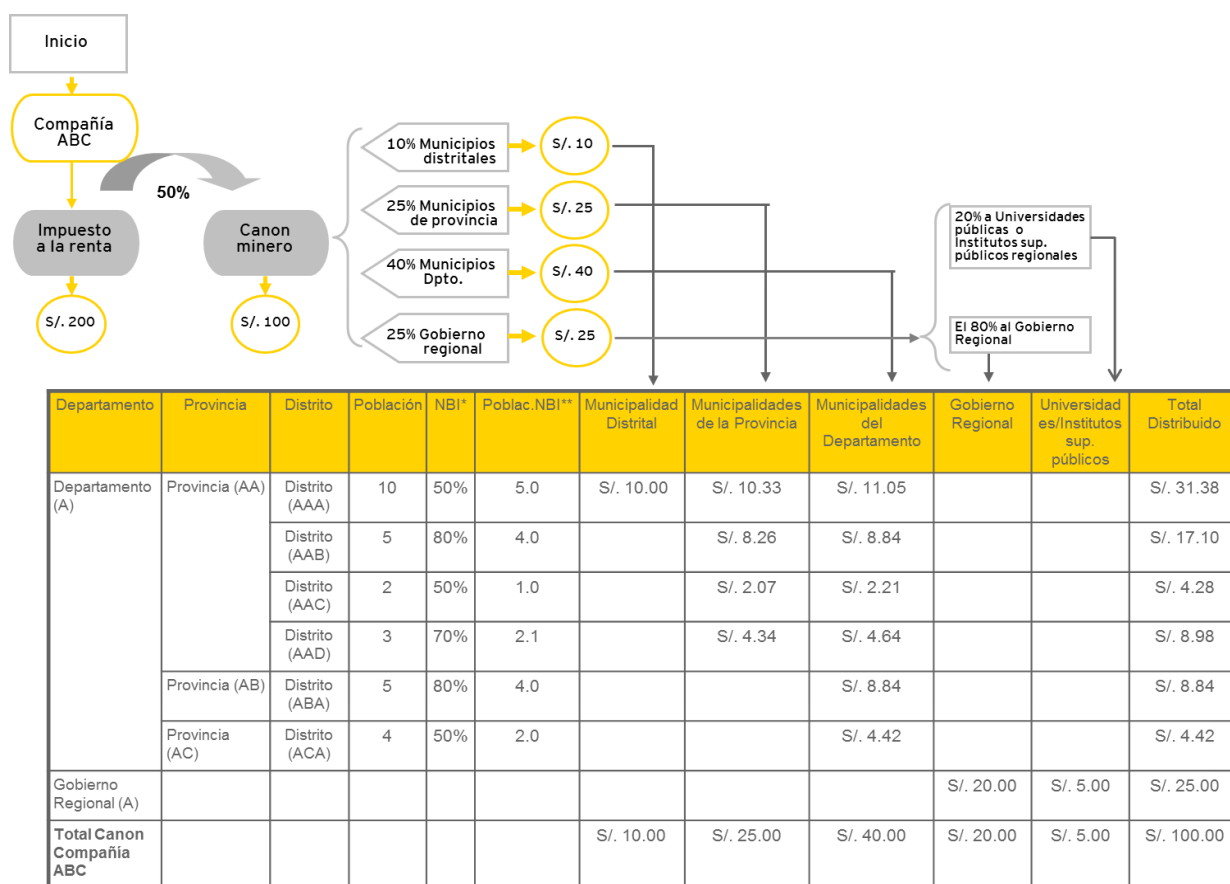 Inicio
Compañía
ABC
50%
Impuesto
a la renta
Canon
minero
S/. 200
S/. 100
10% Municipios
distritales
S/. 10
25% Municipios
de provincia
S/. 25
40% Municipios
Dpto.
S/. 40
25% Gobierno
regional
S/. 25
20% a Universidades
públicas o
Institutos sup.
públicos regionales
El 80% al Gobierno
Regional
Departamento Provincia Distrito Población NBI* Poblac.NBI** Municipalidad
Distrital Municipalidades
de la Provincia Municipalidades
del
Departamento Gobierno
Regional Universidad
es/Institutos
sup.
públicos Total
Distribuido
Departamento
(A) Provincia (AA) Distrito
(AAA) 10 50% 5.0 S/. 10.00 S/. 10.33 S/. 11.05 S/. 31.38
Distrito
(AAB) 5 80% 4.0 S/. 8.26 S/. 8.84 S/. 17.10
Distrito
(AAC) 2 50% 1.0 S/. 2.07 S/. 2.21 S/. 4.28
Distrito
(AAD) 3 70% 2.1 S/. 4.34 S/. 4.64 S/. 8.98
Provincia (AB) Distrito
(ABA) 5 80% 4.0 S/. 8.84 S/. 8.84
Provincia
(AC) Distrito
(ACA) 4 50% 2.0 S/. 4.42 S/. 4.42
Gobierno
Regional (A) S/. 20.00 S/. 5.00 S/. 25.00
Total Canon
Compañía
ABC S/. 10.00 S/. 25.00 S/. 40.00 S/. 20.00 S/. 5.00 S/. 100.00